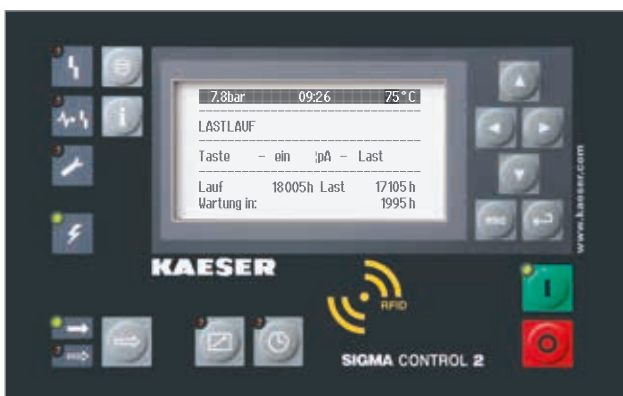 7.8bar 09:26 75°C
LASTLAUF
Taste – ein ¦pA – Last
Lauf 18005h Last 17105h
Wartung in: 1995h
esc
www.kaeser.com
KAESER
RFID
SIGMA CONTROL 2